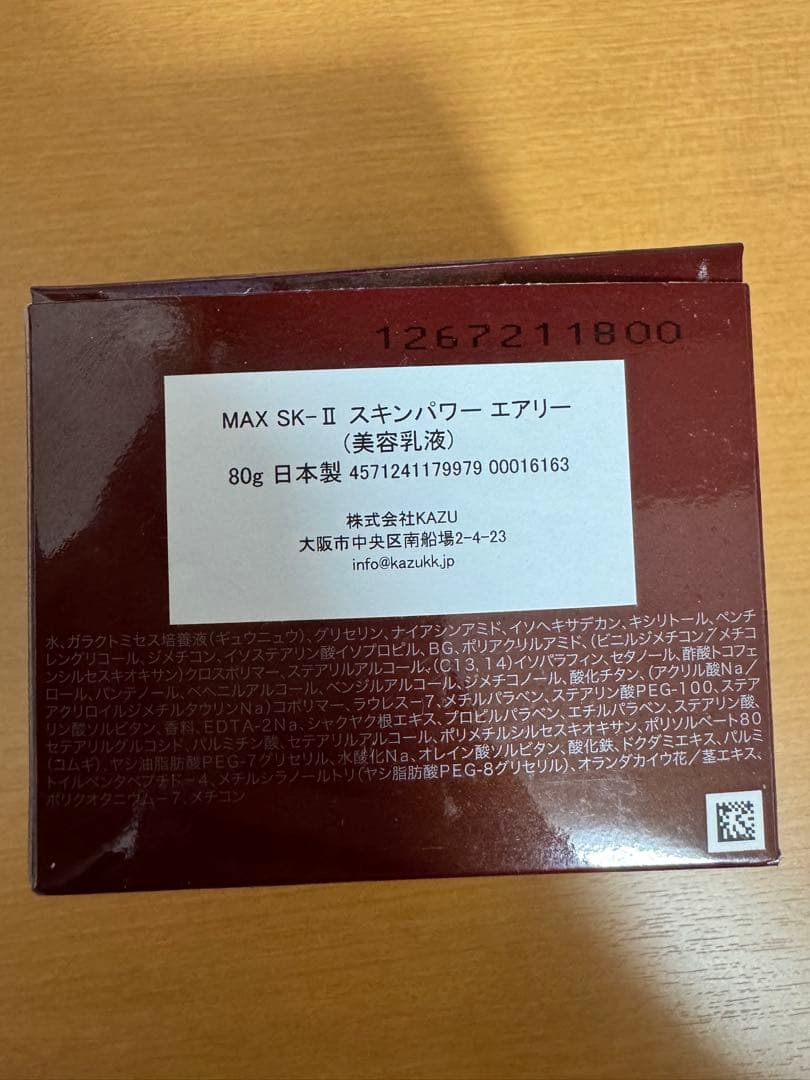 1267211800
MAX SK-Ⅱ スキンパワー エアリー
(美容乳液)
80g 日本製 4571241179979 00016163
株式会社KAZU
大阪市中央区南船場2-4-23
info@kazukk.jp
水、ガラクトミセス培養液(ギュウニュウ)、グリセリン、ナイアシンアミド、イソヘキサデカン、キシリトール、ペンチ
レングリコール、ジメチコン、イソステアリン酸イソプロピル、BG、ポリアクリルアミド、(ビニルジメチコン/メチコ
ンシルセスキオキサン)クロスポリマー、ステアリルアルコール、(C13,14)イソパラフィン、セタノール、酢酸トコフェ
ロール、パンテノール、ベヘニルアルコール、ベンジルアルコール、ジメチコノール、酸化チタン、(アクリル酸Na/
アクリロイルジメチルタウリンNa)コポリマー、ラウレス-7、メチルパラベン、ステアリン酸PEG-100、ステア
リン酸ソルビタン、香料、EDTA-2Na、シャクヤク根エキス、プロピルパラベン、エチルパラベン、ステアリン酸、
セテアリルグルコシド、パルミチン酸、セテアリルアルコール、ポリメチルシルセスキオキサン、ポリソルベート80
(コムギ)、ヤシ油脂肪酸PEG-7グリセリル、水酸化Na、オレイン酸ソルビタン、酸化鉄、ドクダミエキス、パルミ
トイルペンタペプチド-4、メチルシラノールトリ(ヤシ脂肪酸PEG-8グリセリル)、オランダカイウ花/茎エキス、
ポリクオタニウム-7、メチコン